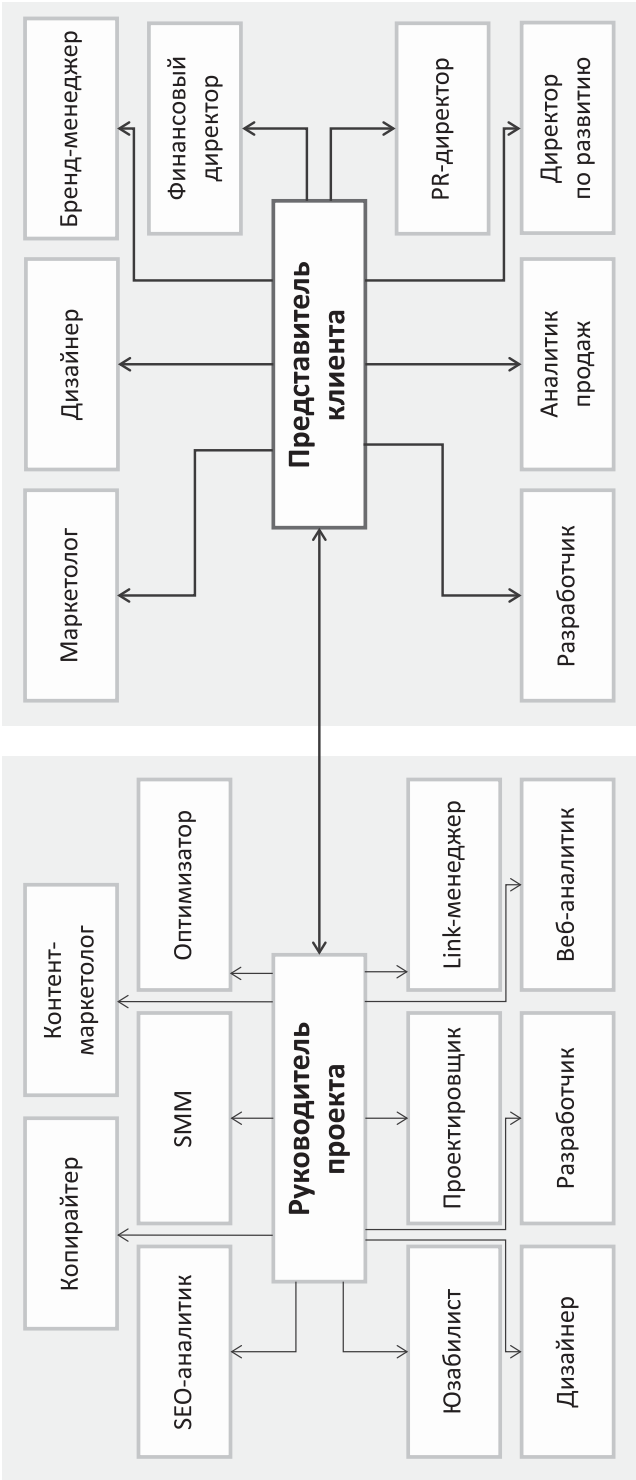 Копирайтер
Контент-
маркетолог
SEO-аналитик
SMM
Оптимизатор
Руководитель
проекта
Юзабилист
Проектировщик
Link-менеджер
Дизайнер
Разработчик
Веб-аналитик
Маркетолог
Дизайнер
Бренд-менеджер
Финансовый
директор
Представитель
клиента
PR-директор
Разработчик
Аналитик
продаж
Директор
по развитию